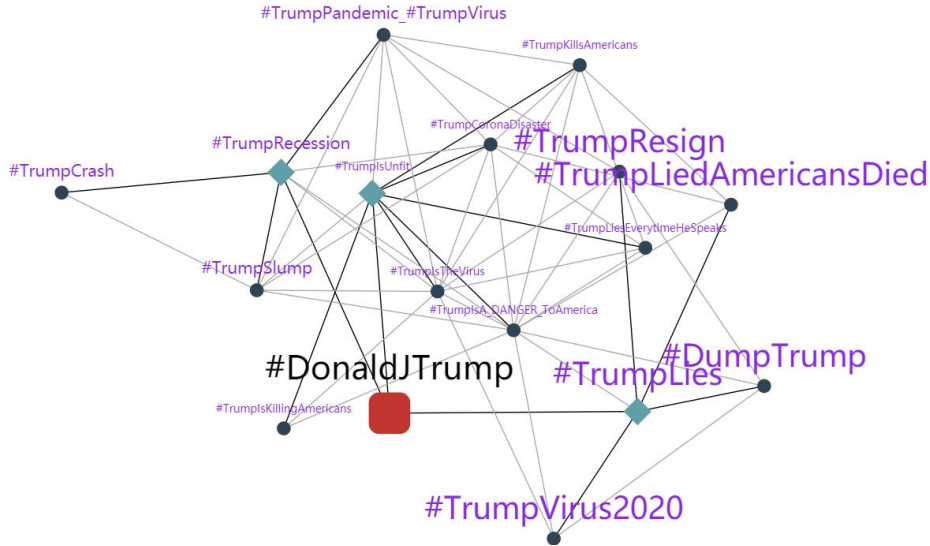 #TrumpPandemic_#TrumpVirus
#TrumpKillsAmericans
#TrumpCoronaDisaster
#TrumpResign
#TrumpRecession
#TrumpCrash
#TrumpIsUnfit
#TrumpLiedAmericansDied
#TrumpLiesEverytimeHeSpeaks
#TrumpSlump
#TrumpIsTheVirus
#TrumpIsA_DANGER_ToAmerica
#DonaldJTrump
#TrumpLies
#DumpTrump
#TrumpIsKillingAmericans
#TrumpVirus2020